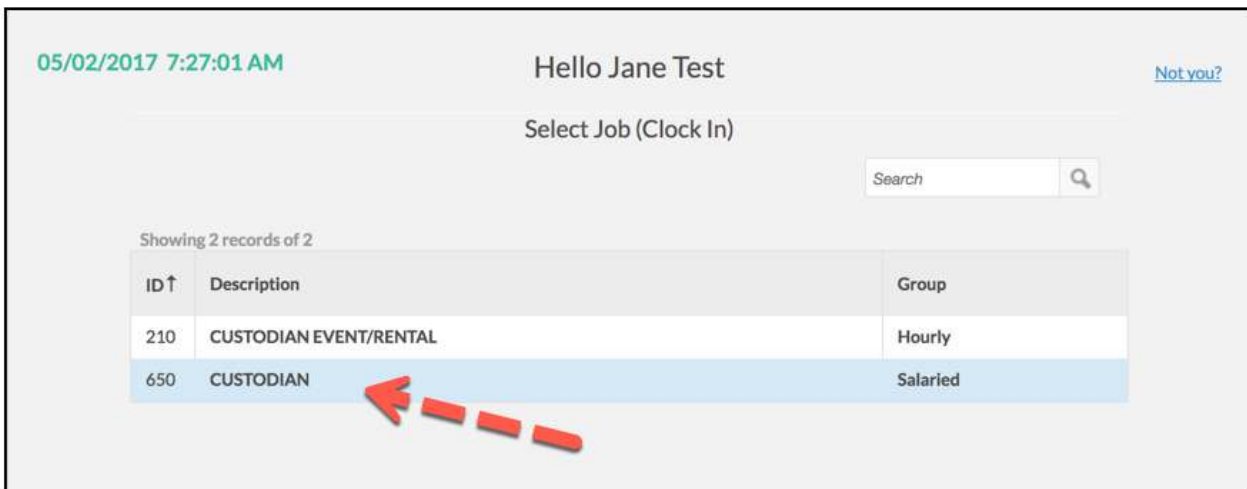 05/02/2017 7:27:01 AM Hello Jane Test Not you?
Select Job (Clock In)
Search
Showing 2 records of 2
ID↑ Description Group
210 CUSTODIAN EVENT/RENTAL Hourly
650 CUSTODIAN Salaried